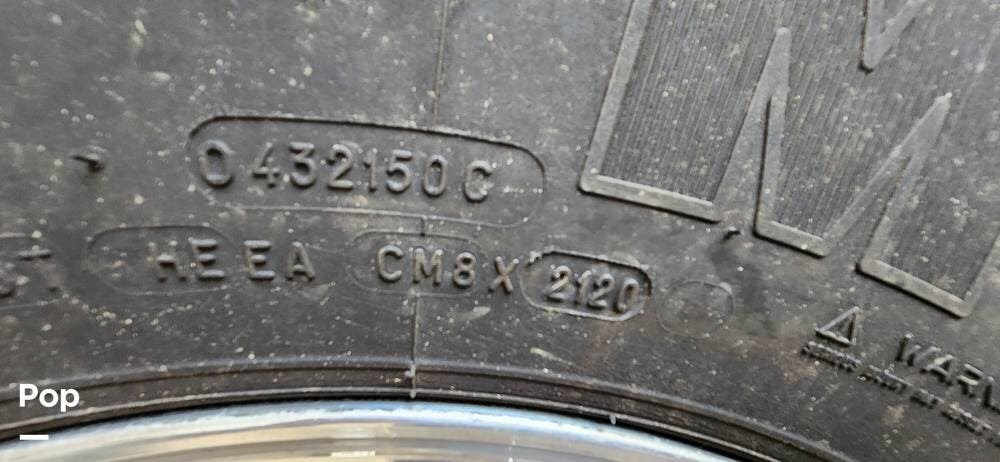 M
0432150C
HEEA CM8X 2120
WARN
Pop